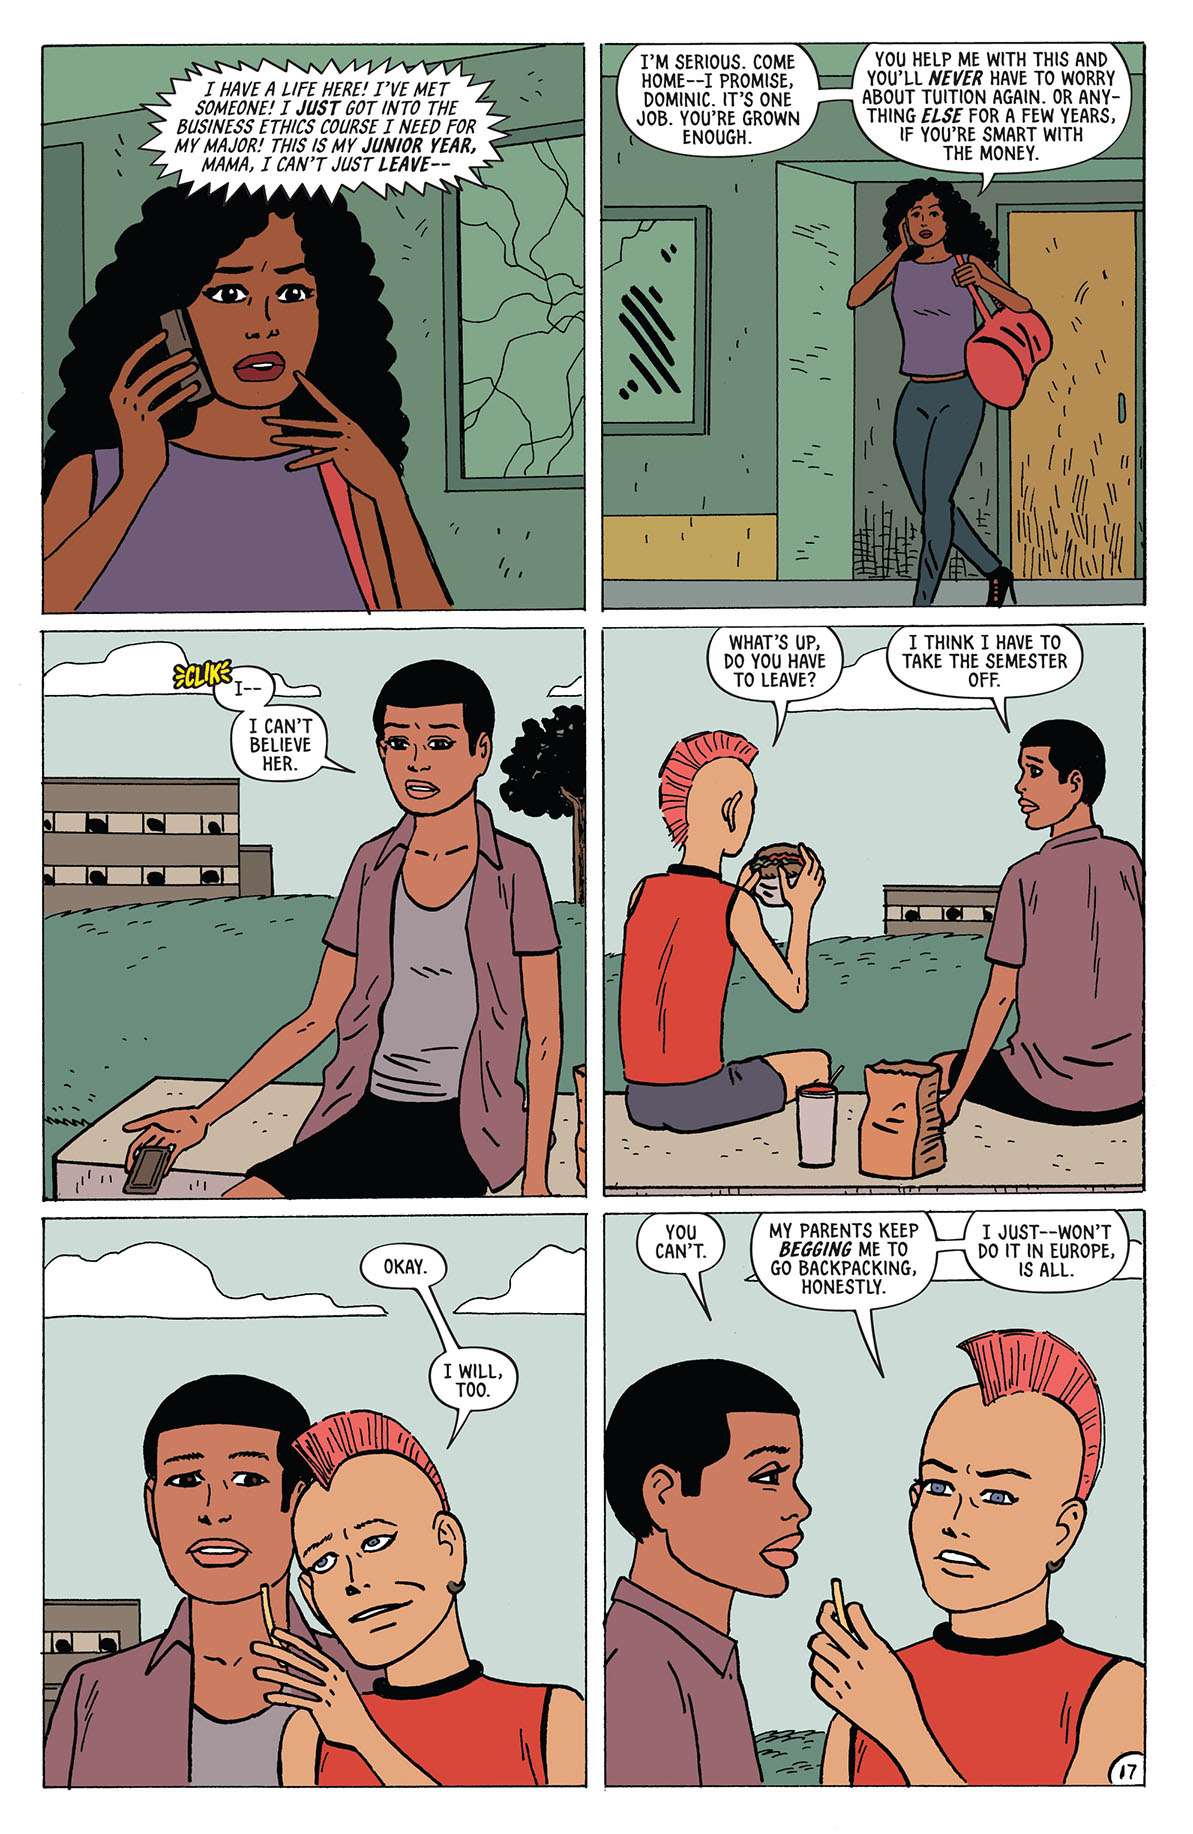 I HAVE A LIFE HERE! I'VE MET
SOMEONE! I JUST GOT INTO THE
BUSINESS ETHICS COURSE I NEED FOR
MY MAJOR! THIS IS MY JUNIOR YEAR,
MAMA, I CAN'T JUST LEAVE--
I'M SERIOUS. COME
HOME--I PROMISE,
DOMINIC. IT'S ONE
JOB. YOU'RE GROWN
ENOUGH.
YOU HELP ME WITH THIS AND
YOU'LL NEVER HAVE TO WORRY
ABOUT TUITION AGAIN. OR ANY-
THING ELSE FOR A FEW YEARS,
IF YOU'RE SMART WITH
THE MONEY.
CLIK
I--
I CAN'T
BELIEVE
HER.
WHAT'S UP,
DO YOU HAVE
TO LEAVE?
I THINK I HAVE TO
TAKE THE SEMESTER
OFF.
OKAY.
I WILL,
TOO.
YOU
CAN'T.
MY PARENTS KEEP
BEGGING ME TO
GO BACKPACKING,
HONESTLY.
I JUST--WON'T
DO IT IN EUROPE,
IS ALL.
17